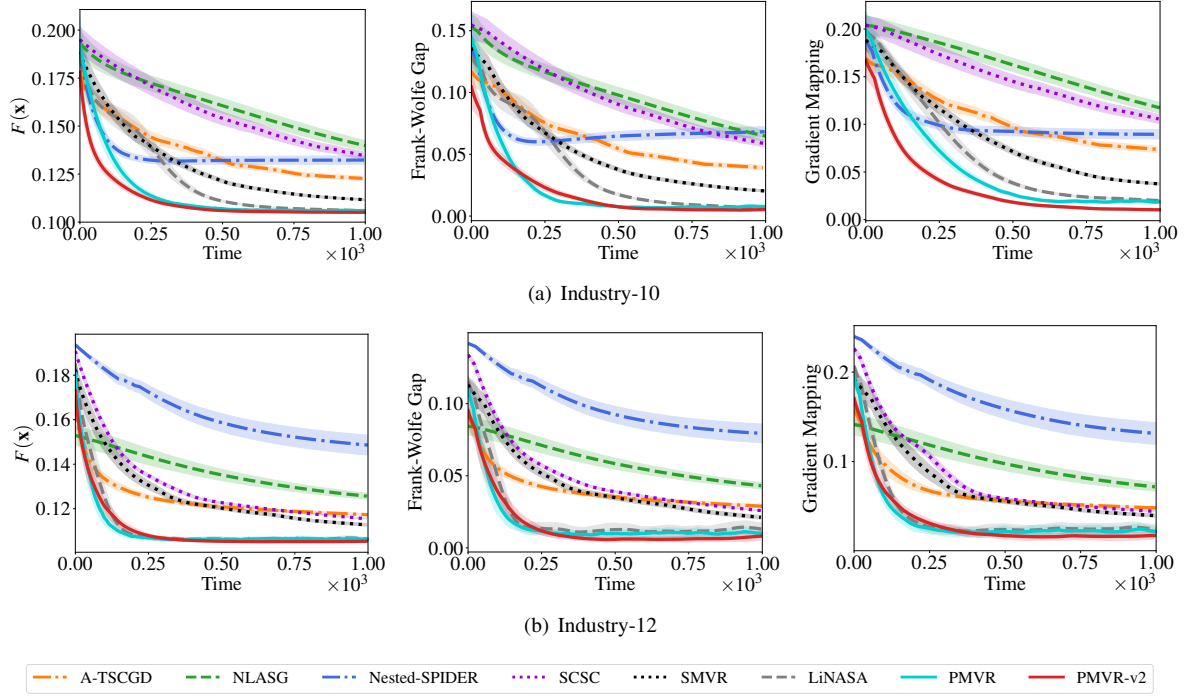 0.200
0.175
0.150
0.125
0.100
F(x)
0.00 0.25 0.50 0.75 1.00
Time
×10³
0.15
0.10
0.05
0.00
Frank-Wolfe Gap
0.00 0.25 0.50 0.75 1.00
Time
×10³
0.20
0.15
0.10
0.05
0.00
Gradient Mapping
0.00 0.25 0.50 0.75 1.00
Time
×10³
(a) Industry-10
0.18
0.16
0.14
0.12
F(x)
0.00 0.25 0.50 0.75 1.00
Time
×10³
0.10
0.05
0.00
Frank-Wolfe Gap
0.00 0.25 0.50 0.75 1.00
Time
×10³
0.2
0.1
0.0
Gradient Mapping
0.00 0.25 0.50 0.75 1.00
Time
×10³
(b) Industry-12
A-TSCGD NLASG Nested-SPIDER SCSC SMVR LiNASA PMVR PMVR-v2